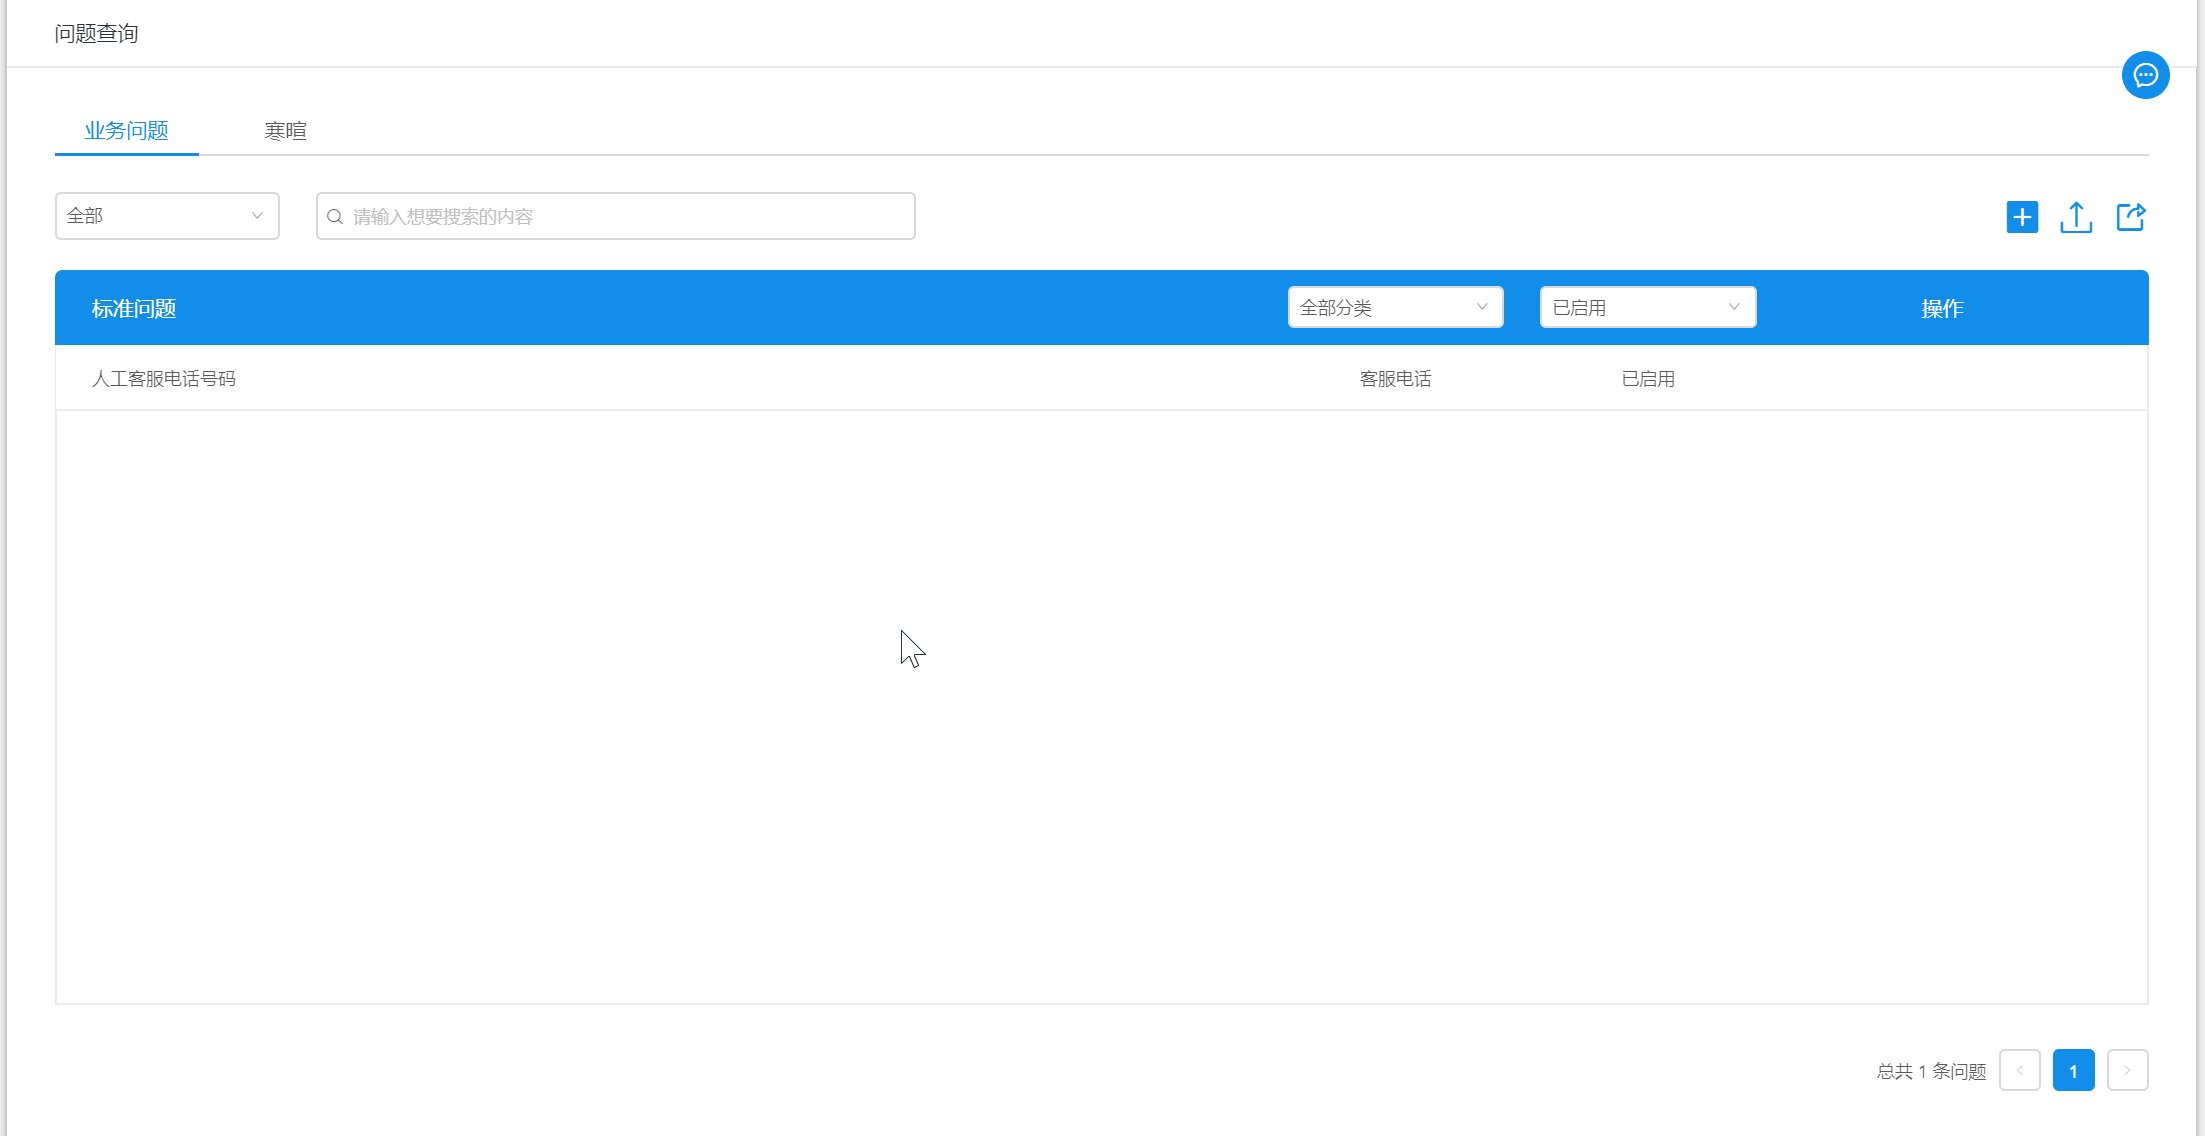 问题查询
业务问题 寒暄
全部 请输入想要搜索的内容
标准问题 全部分类 已启用 操作
人工客服电话号码 客服电话 已启用
总共 1 条问题 1